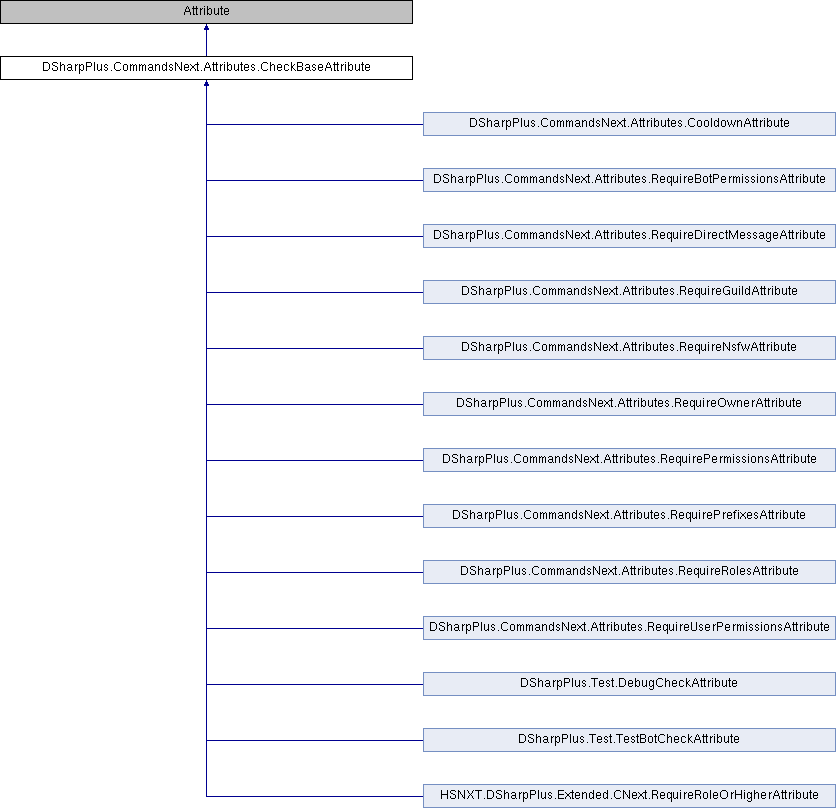 Attribute
DSharpPlus.CommandsNext.Attributes.CheckBaseAttribute
DSharpPlus.CommandsNext.Attributes.CooldownAttribute
DSharpPlus.CommandsNext.Attributes.RequireBotPermissionsAttribute
DSharpPlus.CommandsNext.Attributes.RequireDirectMessageAttribute
DSharpPlus.CommandsNext.Attributes.RequireGuildAttribute
DSharpPlus.CommandsNext.Attributes.RequireNsfwAttribute
DSharpPlus.CommandsNext.Attributes.RequireOwnerAttribute
DSharpPlus.CommandsNext.Attributes.RequirePermissionsAttribute
DSharpPlus.CommandsNext.Attributes.RequirePrefixesAttribute
DSharpPlus.CommandsNext.Attributes.RequireRolesAttribute
DSharpPlus.CommandsNext.Attributes.RequireUserPermissionsAttribute
DSharpPlus.Test.DebugCheckAttribute
DSharpPlus.Test.TestBotCheckAttribute
HSNXT.DSharpPlus.Extended.CNext.RequireRoleOrHigherAttribute